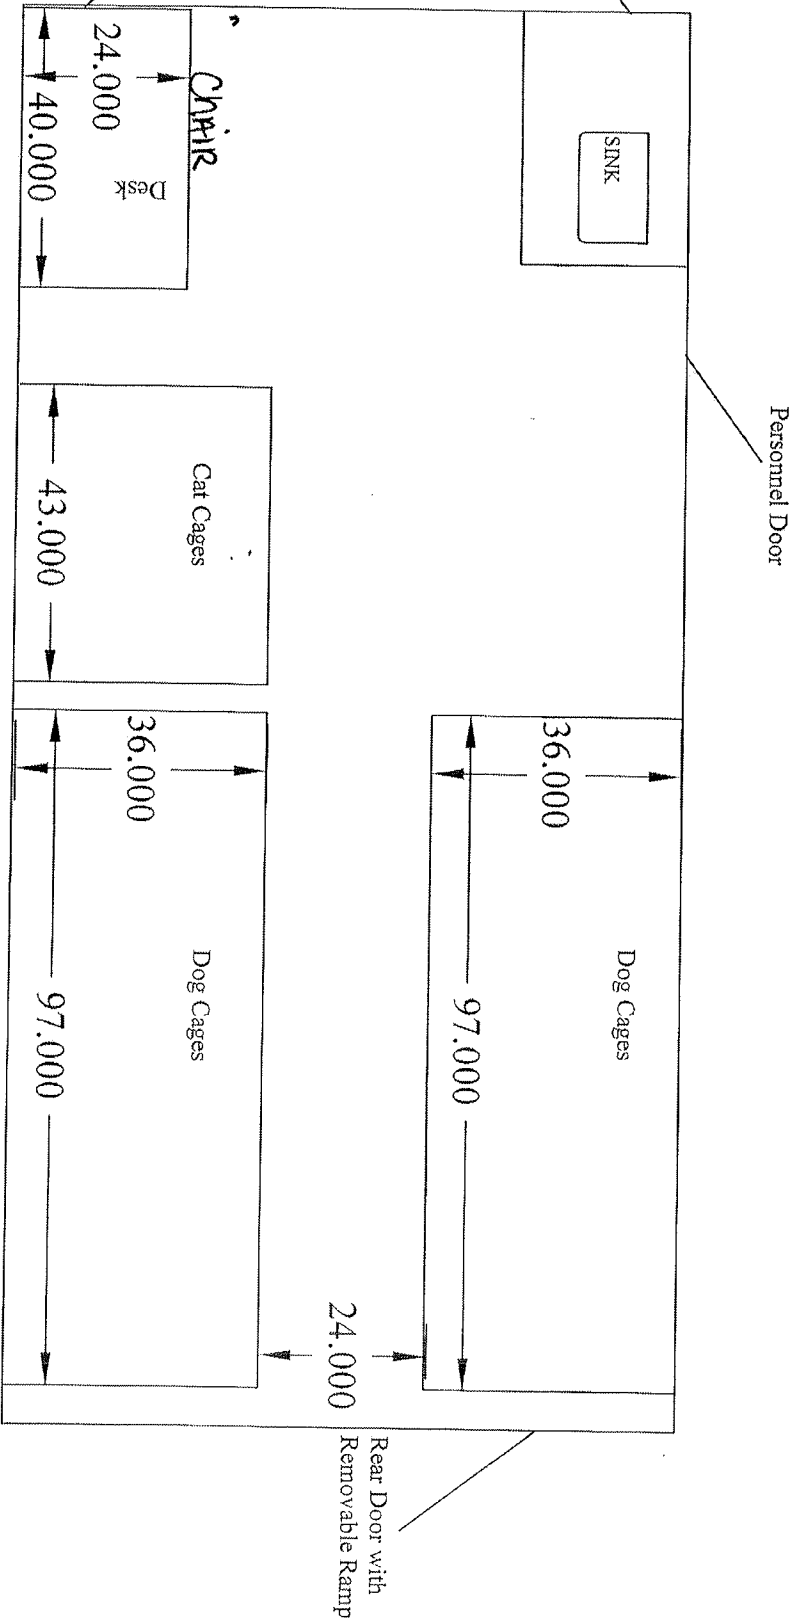 Personnel Door
SINK
36.000
97.000
Dog Cages
CHAIR
24.000
40.000
Desk
Cat Cages
43.000
36.000
97.000
Dog Cages
24.000
Rear Door with
Removable Ramp